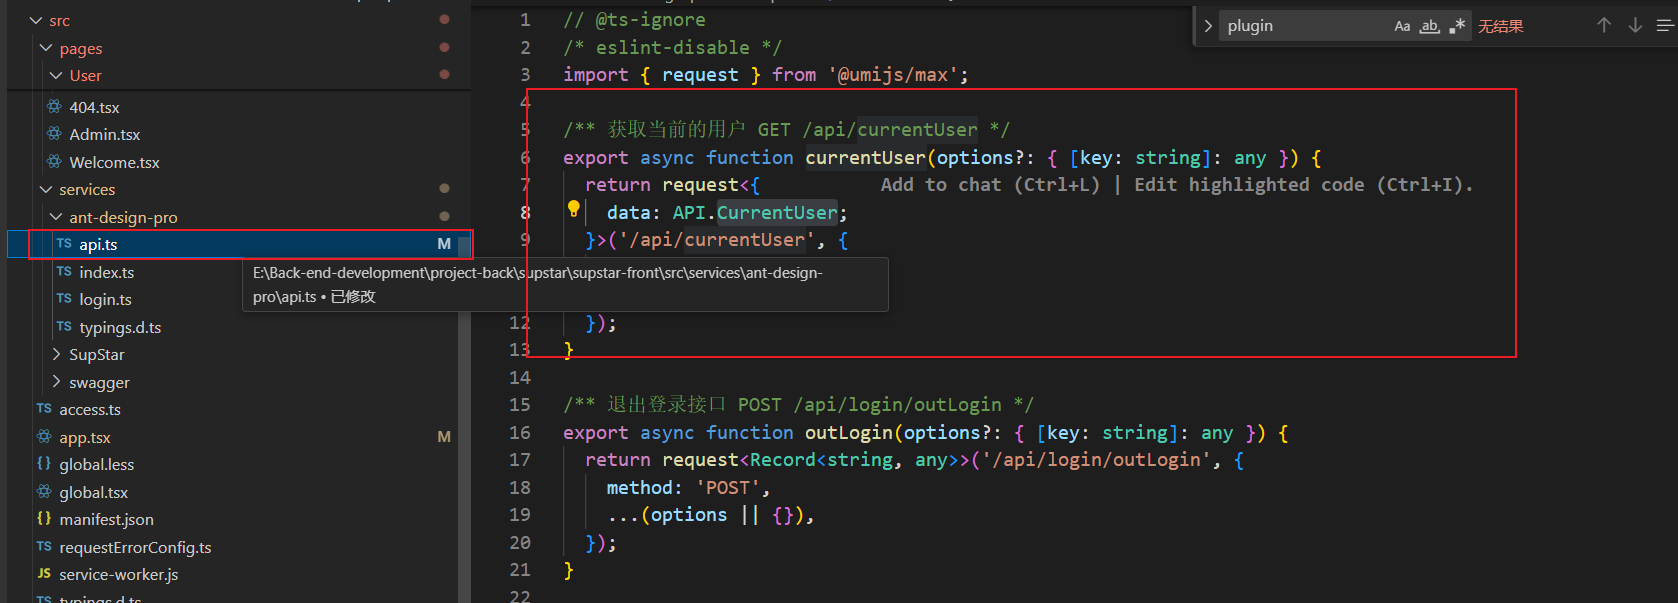 src
pages
User
404.tsx
Admin.tsx
Welcome.tsx
services
ant-design-pro
TS api.ts M
TS index.ts
TS login.ts
TS typings.d.ts
SupStar
swagger
TS access.ts
app.tsx M
{} global.less
global.tsx
{} manifest.json
TS requestErrorConfig.ts
JS service-worker.js
TS typings.d.ts
E:\Back-end-development\project-back\supstar\supstar-front\src\services\ant-design-
pro\api.ts • 已修改
plugin Aa ab .* 无结果
1 // @ts-ignore
2 /* eslint-disable */
3 import { request } from '@umijs/max';
4
5 /** 获取当前的用户 GET /api/currentUser */
6 export async function currentUser(options?: { [key: string]: any }) {
7 return request<{ Add to chat (Ctrl+L) | Edit highlighted code (Ctrl+I).
8 data: API.CurrentUser;
9 }>('/api/currentUser', {
12 });
13 }
14
15 /** 退出登录接口 POST /api/login/outLogin */
16 export async function outLogin(options?: { [key: string]: any }) {
17 return request<Record<string, any>>('/api/login/outLogin', {
18 method: 'POST',
19 ...(options || {}),
20 });
21 }
22